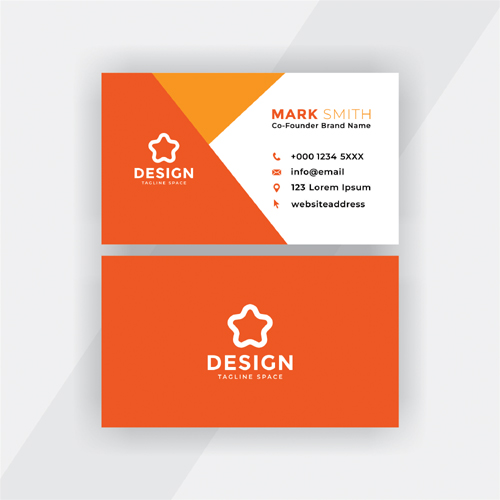 MARK SMITH
Co-Founder Brand Name
+000 1234 5XXX
info@email
123 Lorem Ipsum
websiteaddress
DESIGN
TAGLINE SPACE
DESIGN
TAGLINE SPACE